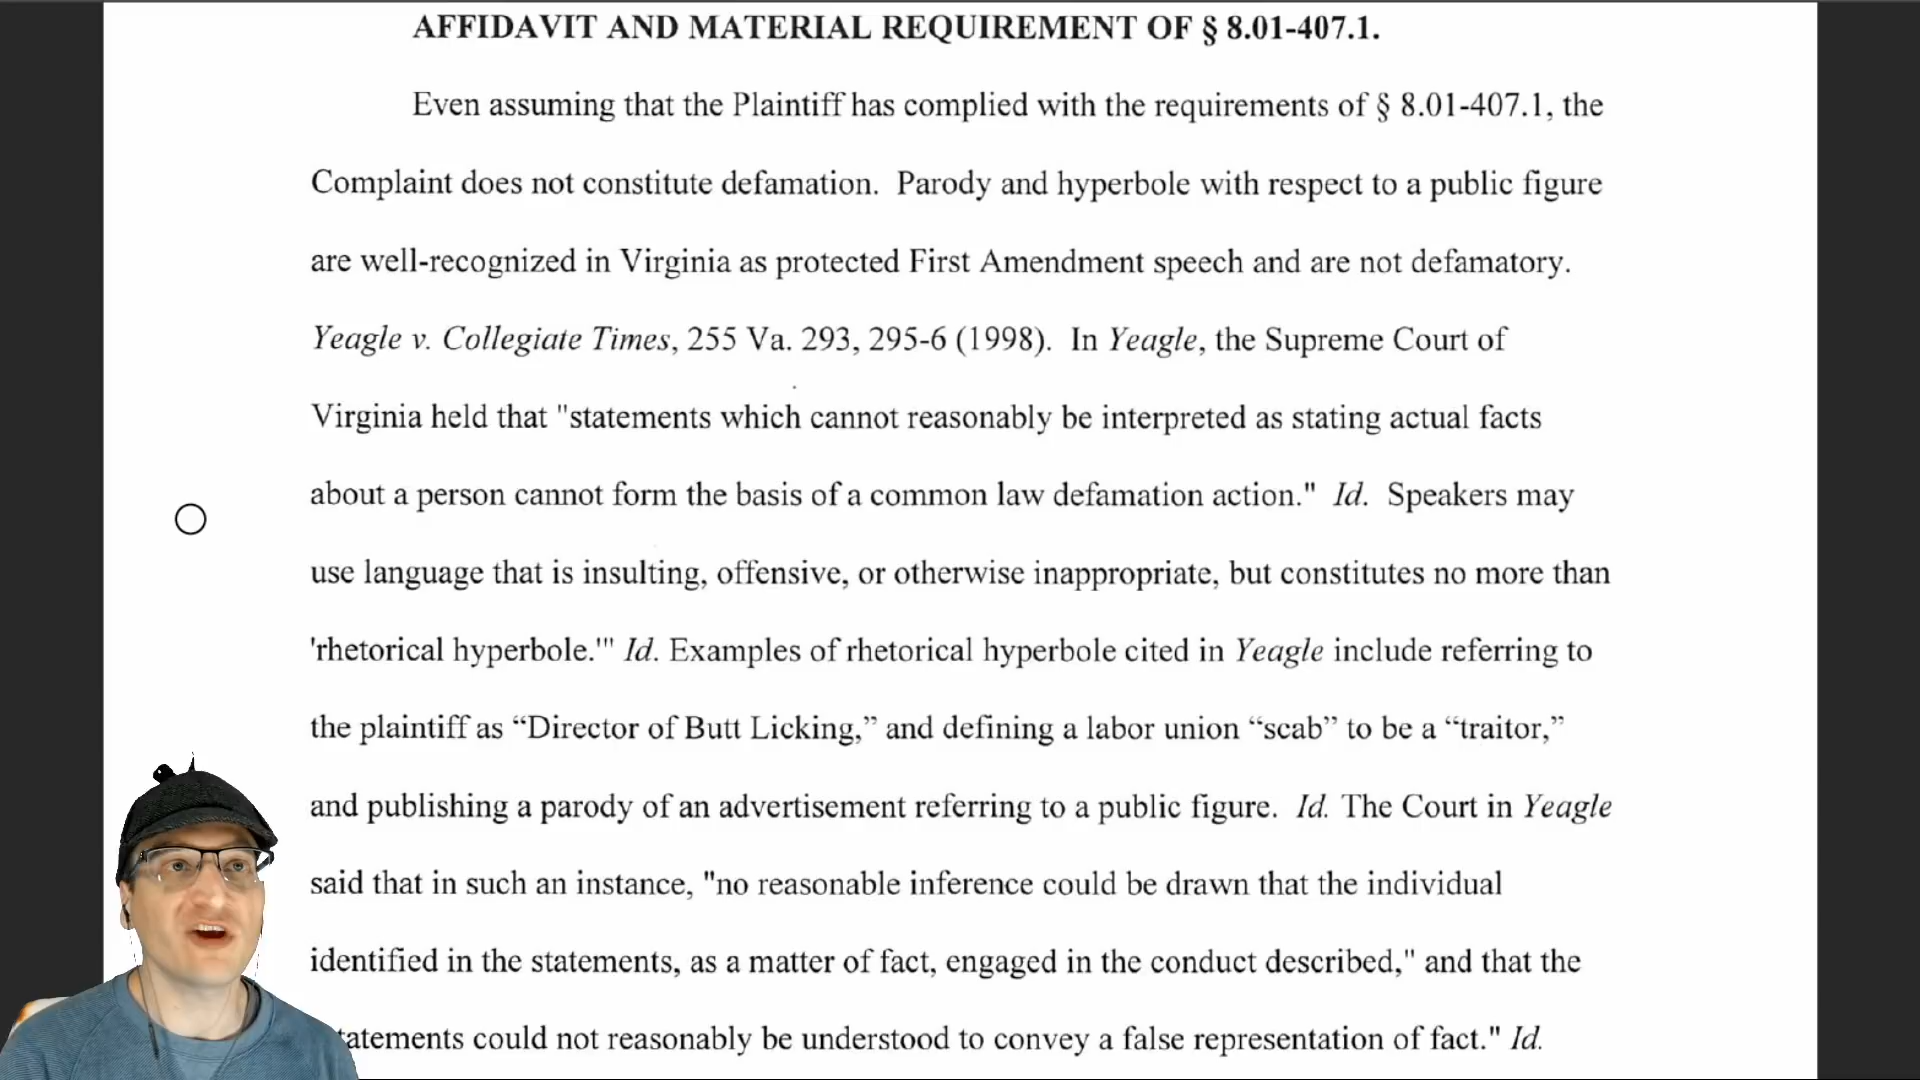 AFFIDAVIT AND MATERIAL REQUIREMENT OF § 8.01-407.1.
Even assuming that the Plaintiff has complied with the requirements of § 8.01-407.1, the
Complaint does not constitute defamation.  Parody and hyperbole with respect to a public figure
are well-recognized in Virginia as protected First Amendment speech and are not defamatory.
Yeagle v. Collegiate Times, 255 Va. 293, 295-6 (1998).  In Yeagle, the Supreme Court of
Virginia held that "statements which cannot reasonably be interpreted as stating actual facts
about a person cannot form the basis of a common law defamation action."  Id.  Speakers may
use language that is insulting, offensive, or otherwise inappropriate, but constitutes no more than
'rhetorical hyperbole.'" Id. Examples of rhetorical hyperbole cited in Yeagle include referring to
the plaintiff as “Director of Butt Licking,” and defining a labor union “scab” to be a “traitor,”
and publishing a parody of an advertisement referring to a public figure.  Id. The Court in Yeagle
said that in such an instance, "no reasonable inference could be drawn that the individual
identified in the statements, as a matter of fact, engaged in the conduct described," and that the
tatements could not reasonably be understood to convey a false representation of fact." Id.